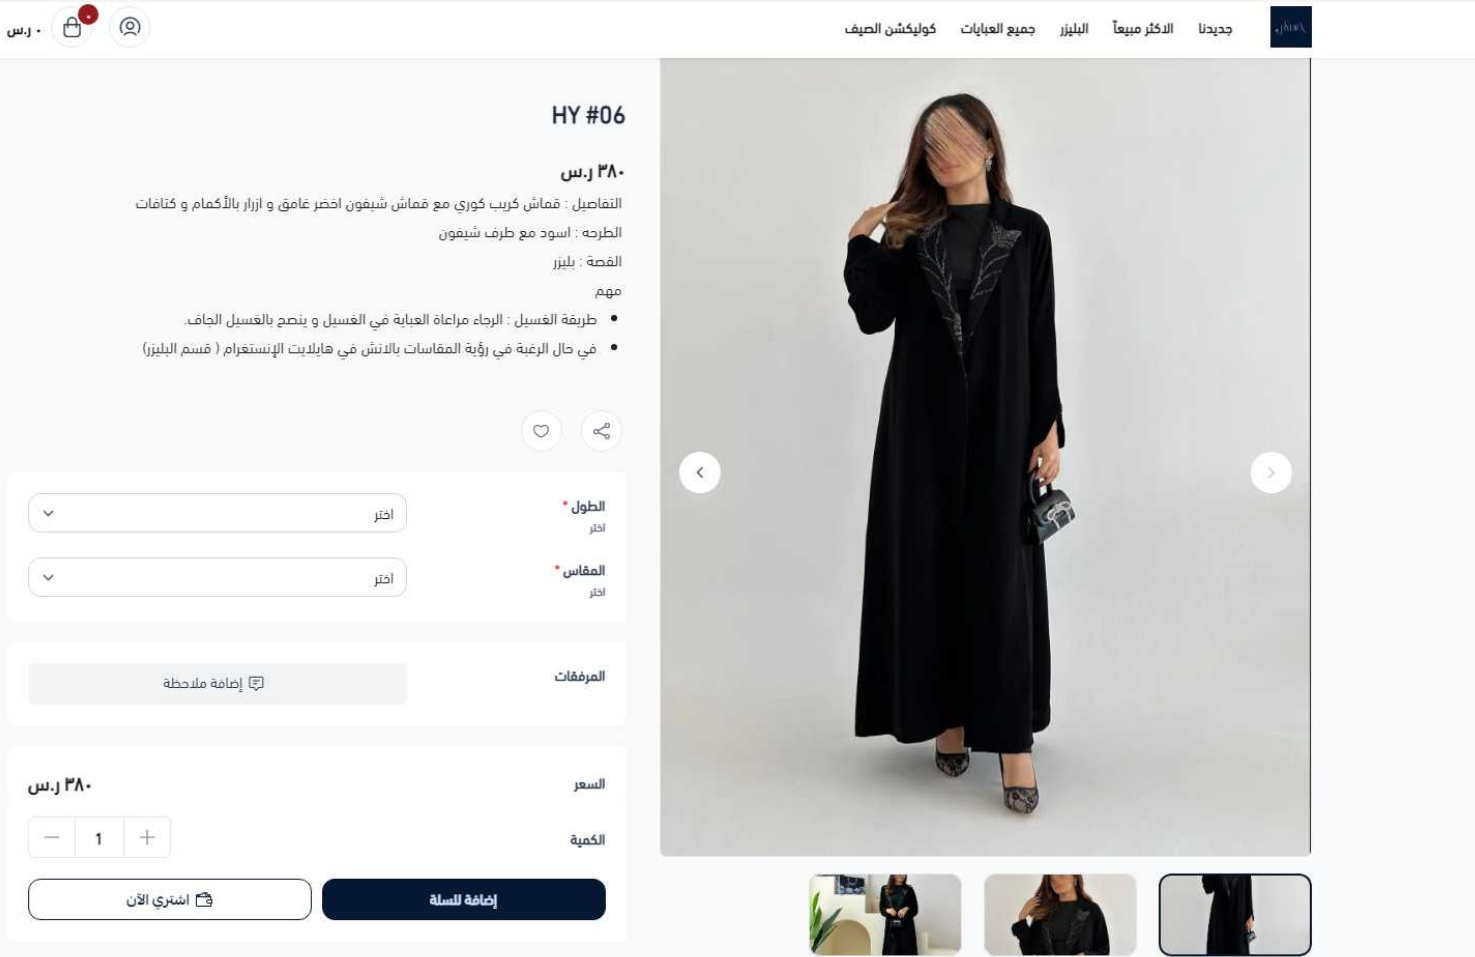 جديدنا
الاكثر مبيعاً
البليزر
جميع العبايات
كوليكشن الصيف
٠
٠ ر.س
HY #06
٣٨٠ ر.س
التفاصيل : قماش كريب كوري مع قماش شيفون اخضر غامق و ازرار بالأكمام و كتافات
الطرحه : اسود مع طرف شيفون
القصة : بليزر
مهم
طريقة الغسيل : الرجاء مراعاة العباية في الغسيل و ينصح بالغسيل الجاف.
في حال الرغبة في رؤية المقاسات بالانش في هايلايت الإنستغرام ( قسم البليزر)
الطول *
اختر
اختر
المقاس *
اختر
اختر
المرفقات
إضافة ملاحظة
السعر
٣٨٠ ر.س
الكمية
1
إضافة للسلة
اشتري الآن